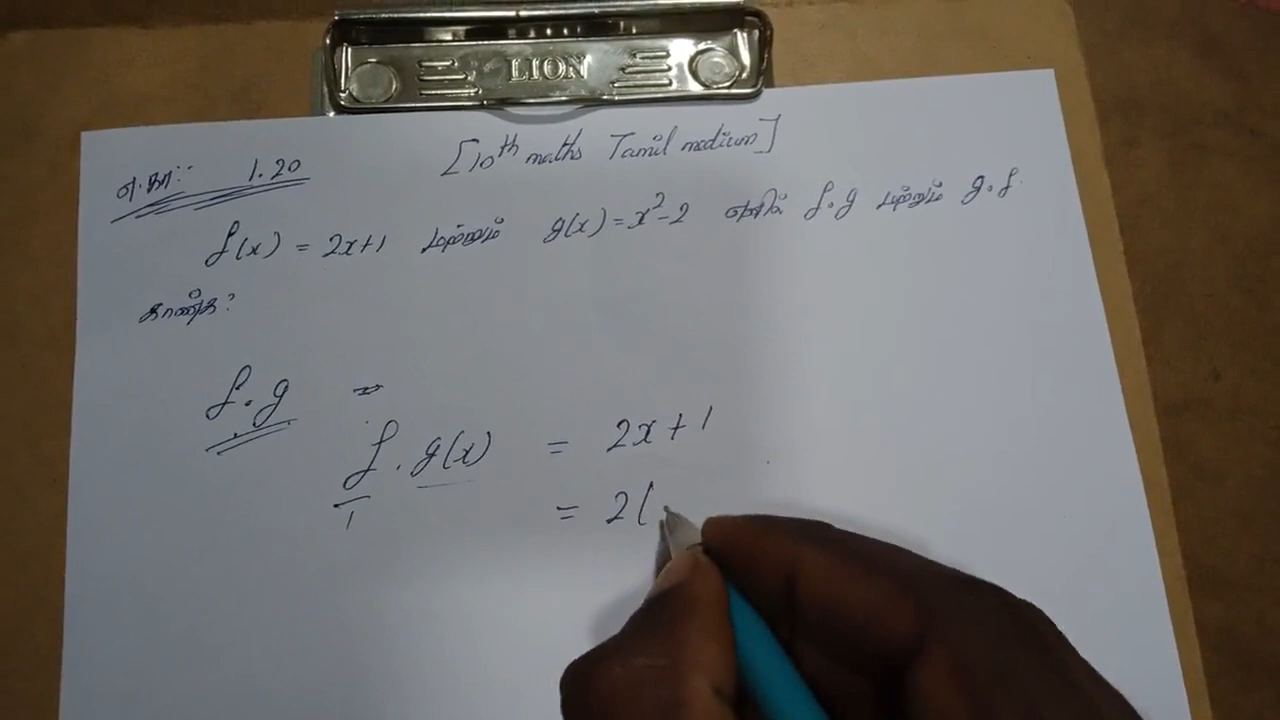 LION
[10th maths Tamil medium]
எ.கா:- 1.20
f(x) = 2x+1 மற்றும் g(x) = x²-2 எனில் f∘g மற்றும் g∘f
காண்க?
f∘g =
f∘g(x) = 2x+1
= 2(